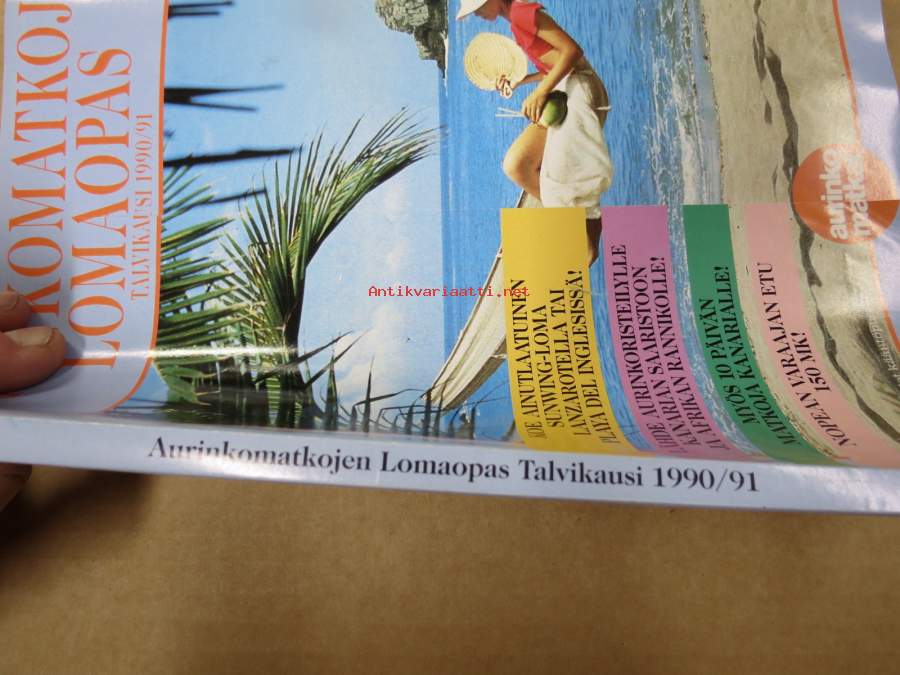 KOMATKOJ
LOMAOPAS
TALVIKAUSI 1990/91
aurinko
matkat
KOE AINUTLAATUINEN
SUNWING-LOMA
LANZAROTELLA TAI
PLAYA DEL INGLESISSÄ!
LÄHDE AURINKORISTEILYLLE
KANARIAN SAARISTOON
JA AFRIKAN RANNIKOLLE!
MYÖS 10 PÄIVÄN
MATKOJA KANARIALLE!
NOPEAN VARAAJAN ETU
150 MK!
Antikvariaatti.net
Aurinkomatkojen Lomaopas Talvikausi 1990/91